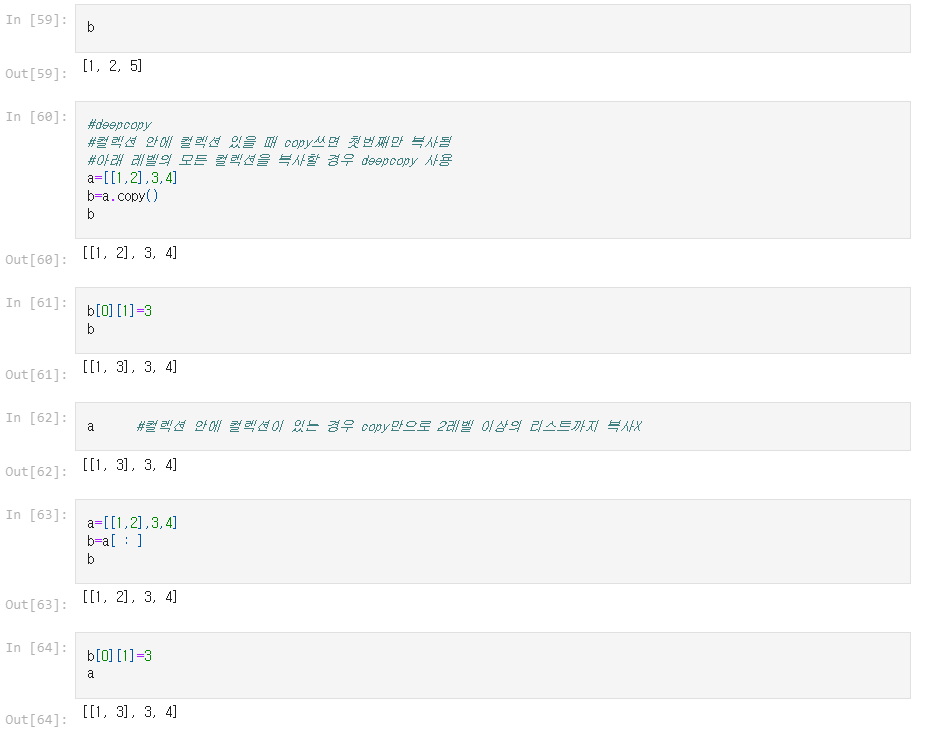 In [59]:
b
Out[59]:
[1, 2, 5]
In [60]:
#deepcopy
#컬렉션 안에 컬렉션 있을 때 copy쓰면 첫번째만 복사됨
#아래 레벨의 모든 컬렉션을 복사할 경우 deepcopy 사용
a=[[1,2],3,4]
b=a.copy()
b
Out[60]:
[[1, 2], 3, 4]
In [61]:
b[0][1]=3
b
Out[61]:
[[1, 3], 3, 4]
In [62]:
a #컬렉션 안에 컬렉션이 있는 경우 copy만으로 2레벨 이상의 리스트까지 복사X
Out[62]:
[[1, 3], 3, 4]
In [63]:
a=[[1,2],3,4]
b=a[ : ]
b
Out[63]:
[[1, 2], 3, 4]
In [64]:
b[0][1]=3
a
Out[64]:
[[1, 3], 3, 4]